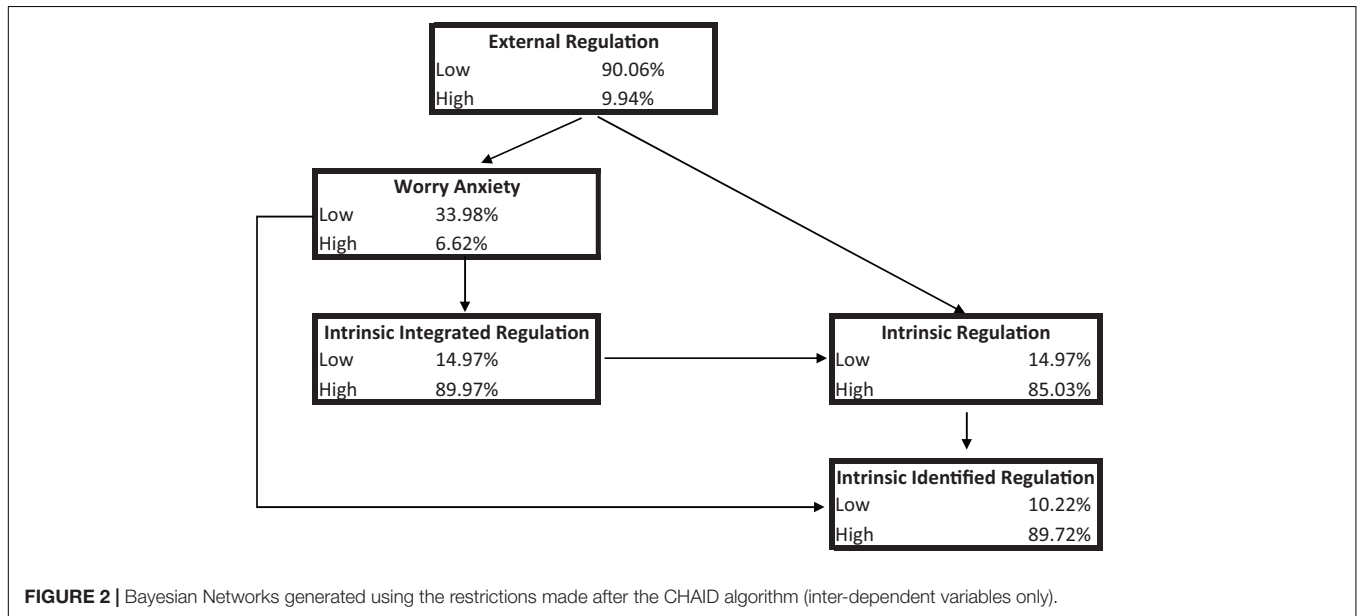 External Regulation
Low 90.06%
High 9.94%
Worry Anxiety
Low 33.98%
High 6.62%
Intrinsic Integrated Regulation
Low 14.97%
High 89.97%
Intrinsic Regulation
Low 14.97%
High 85.03%
Intrinsic Identified Regulation
Low 10.22%
High 89.72%
FIGURE 2 | Bayesian Networks generated using the restrictions made after the CHAID algorithm (inter-dependent variables only).